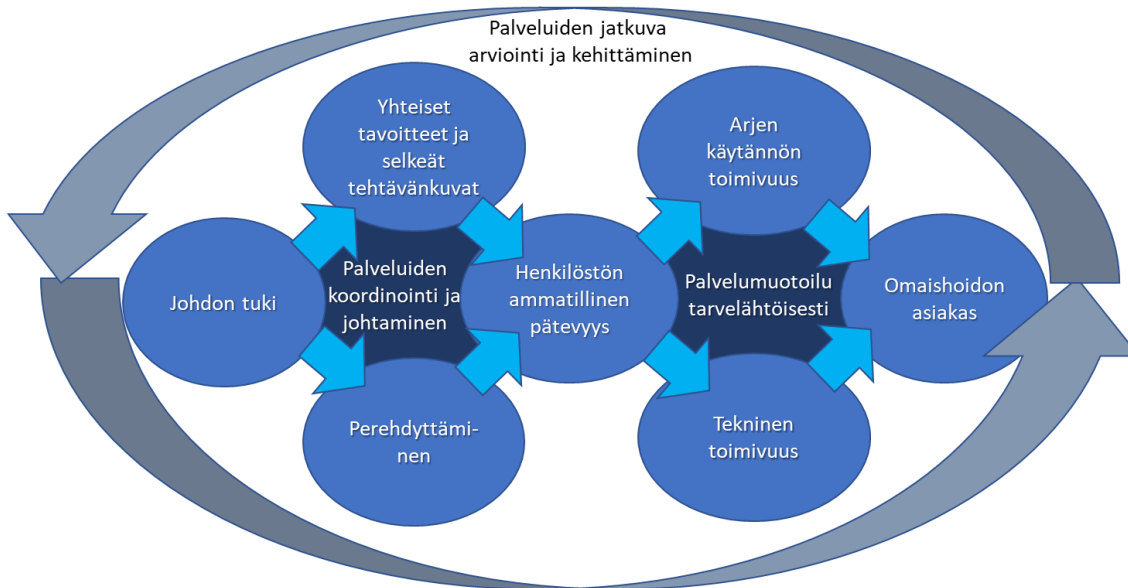 Palveluiden jatkuva
arviointi ja kehittäminen
Yhteiset
tavoitteet ja
selkeät
tehtävänkuvat
Arjen
käytännön
toimivuus
Johdon tuki
Palveluiden
koordinointi ja
johtaminen
Henkilöstön
ammatillinen
pätevyys
Palvelumuotoilu
tarvelähtöisesti
Omaishoidon
asiakas
Perehdyttämi-
nen
Tekninen
toimivuus